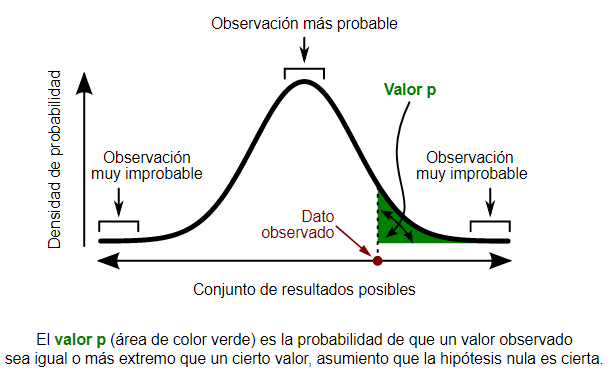 Observación más probable
Valor p
Densidad de probabilidad
Observación
muy improbable
Observación
muy improbable
Dato
observado
Conjunto de resultados posibles
El valor p (área de color verde) es la probabilidad de que un valor observado
sea igual o más extremo que un cierto valor, asumiento que la hipótesis nula es cierta.